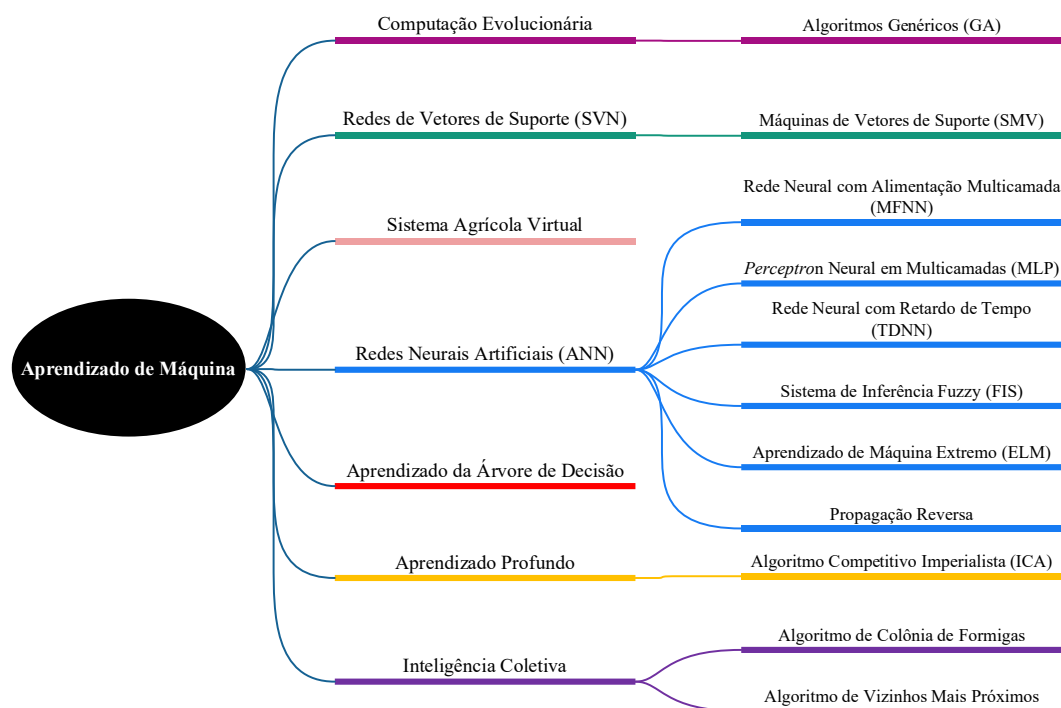 Aprendizado de Máquina
Computação Evolucionária
Algoritmos Genéricos (GA)
Redes de Vetores de Suporte (SVN)
Máquinas de Vetores de Suporte (SMV)
Sistema Agrícola Virtual
Redes Neurais Artificiais (ANN)
Rede Neural com Alimentação Multicamada
(MFNN)
Perceptron Neural em Multicamadas (MLP)
Rede Neural com Retardo de Tempo
(TDNN)
Sistema de Inferência Fuzzy (FIS)
Aprendizado de Máquina Extremo (ELM)
Propagação Reversa
Aprendizado da Árvore de Decisão
Aprendizado Profundo
Algoritmo Competitivo Imperialista (ICA)
Inteligência Coletiva
Algoritmo de Colônia de Formigas
Algoritmo de Vizinhos Mais Próximos